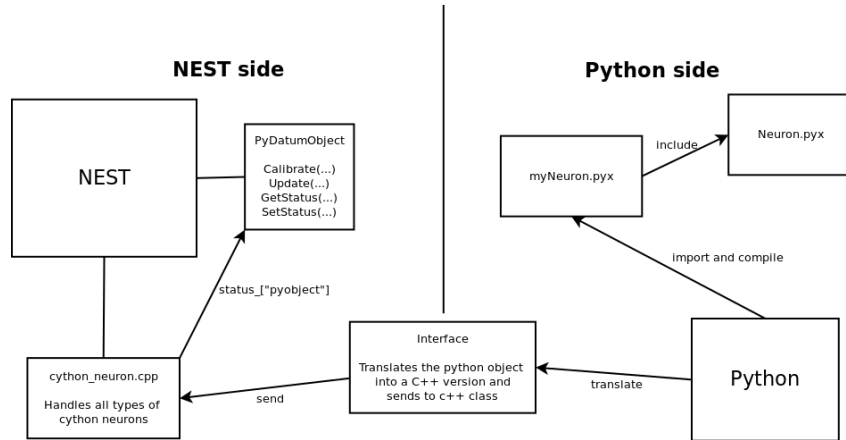 NEST side
Python side
NEST
PyDatumObject
Calibrate(...)
Update(...)
GetStatus(...)
SetStatus(...)
myNeuron.pyx
include
Neuron.pyx
import and compile
status_["pyobject"]
cython_neuron.cpp
Handles all types of
cython neurons
send
Interface
Translates the python object
into a C++ version and
sends to c++ class
translate
Python